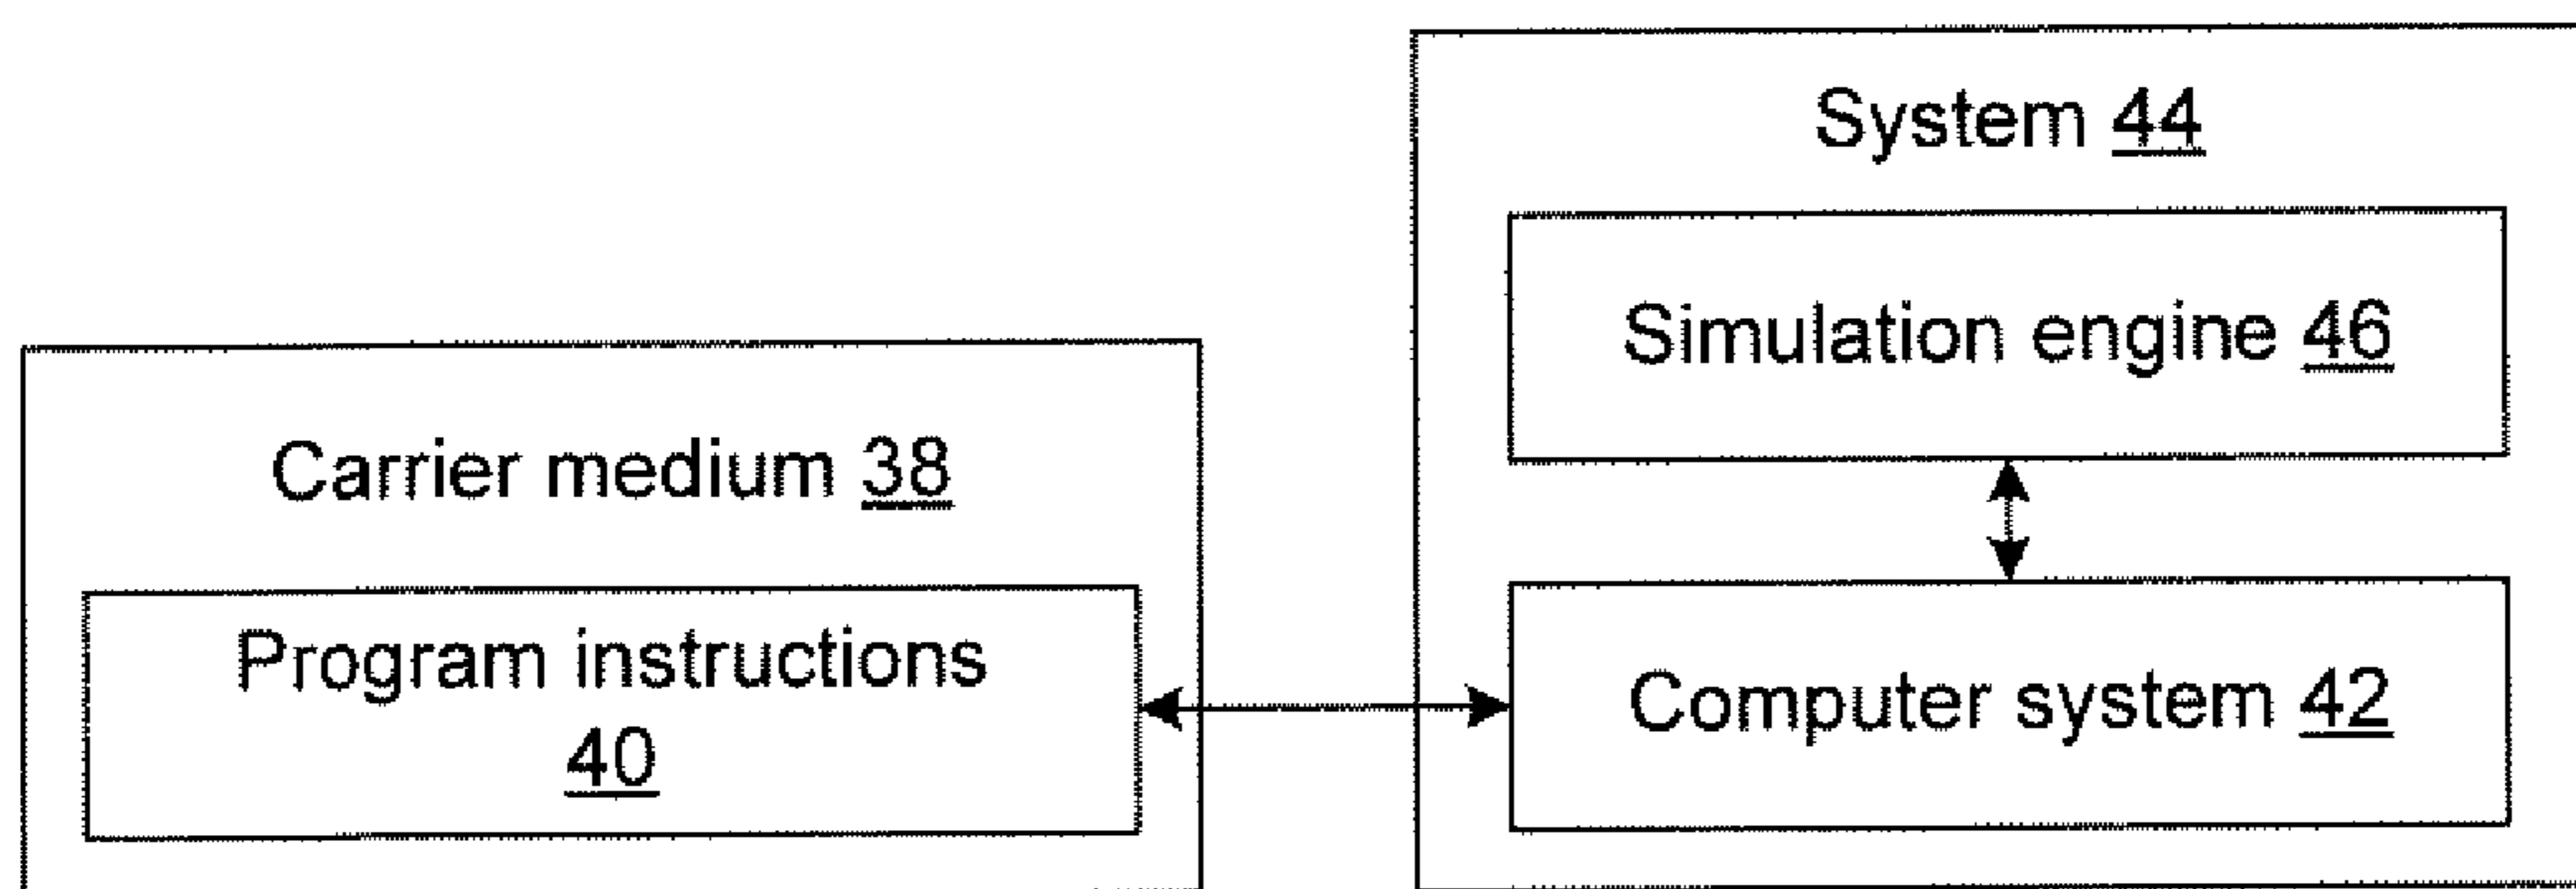 System 44
Simulation engine 46
Carrier medium 38
Program instructions
40
Computer system 42